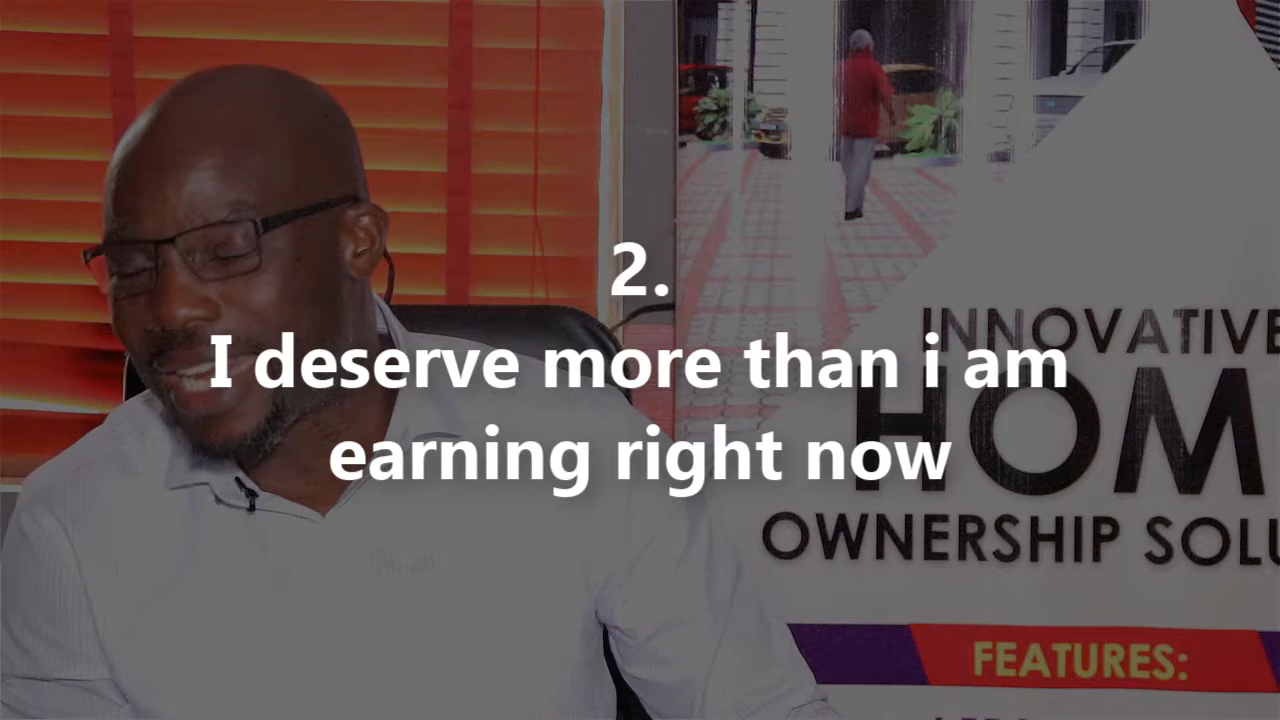 2.
I deserve more than i am
earning right now
INNOVATIVE
HOM
OWNERSHIP SOLU
FEATURES: